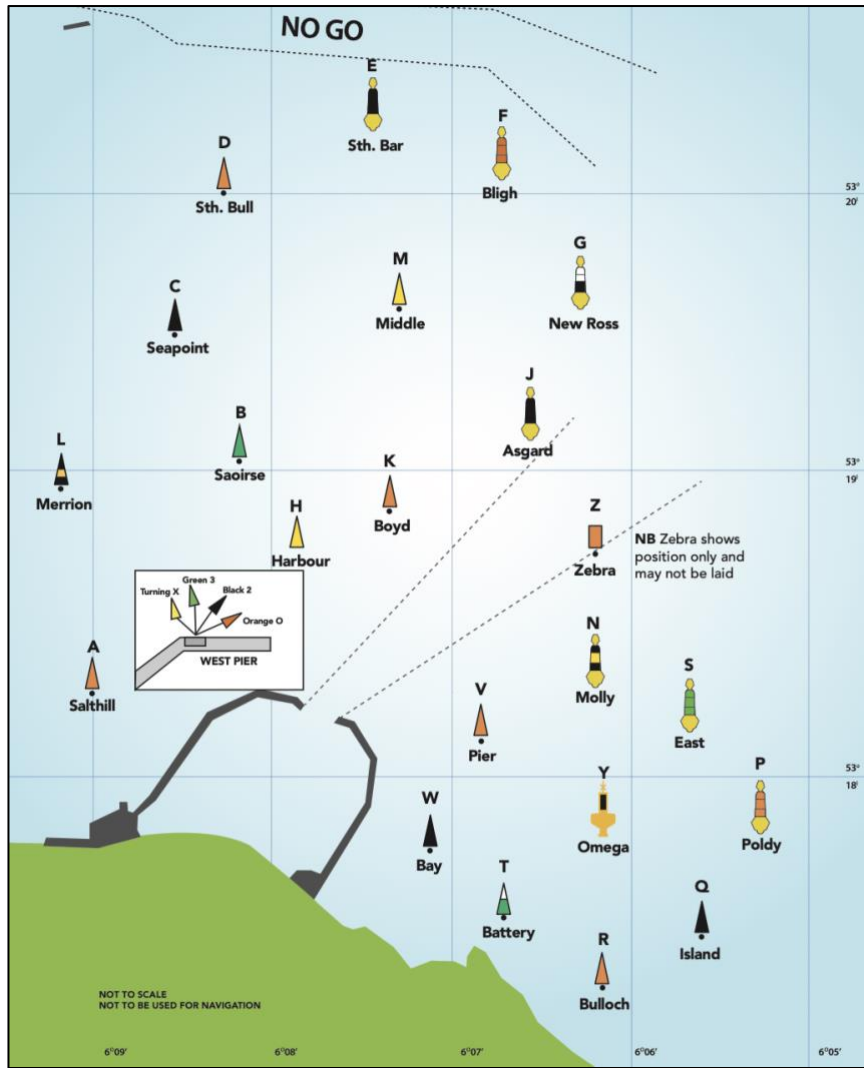 NO GO
E
Sth. Bar
F
Bligh
D
Sth. Bull
53°
20'
G
New Ross
M
Middle
C
Seapoint
J
Asgard
B
Saoirse
L
Merrion
53°
19'
K
Boyd
H
Harbour
Z
Zebra
NB Zebra shows
position only and
may not be laid
Turning X
Green 3
Black 2
Orange O
WEST PIER
A
Salthill
N
Molly
S
East
V
Pier
53°
18'
Y
Omega
P
Poldy
W
Bay
T
Battery
Q
Island
R
Bulloch
NOT TO SCALE
NOT TO BE USED FOR NAVIGATION
6°09' 6°08' 6°07' 6°06' 6°05'